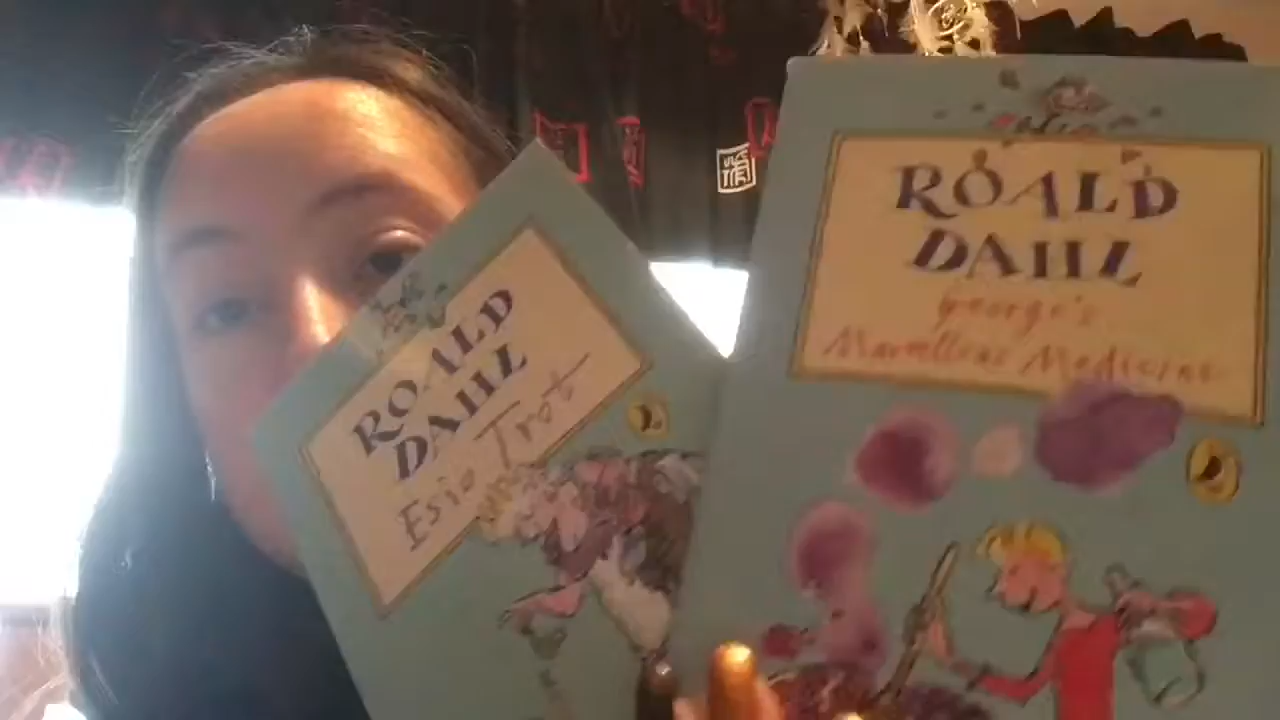 ROALD
DAHL
Esio Trot
ROALD
DAHL
George's
Marvellous Medicine